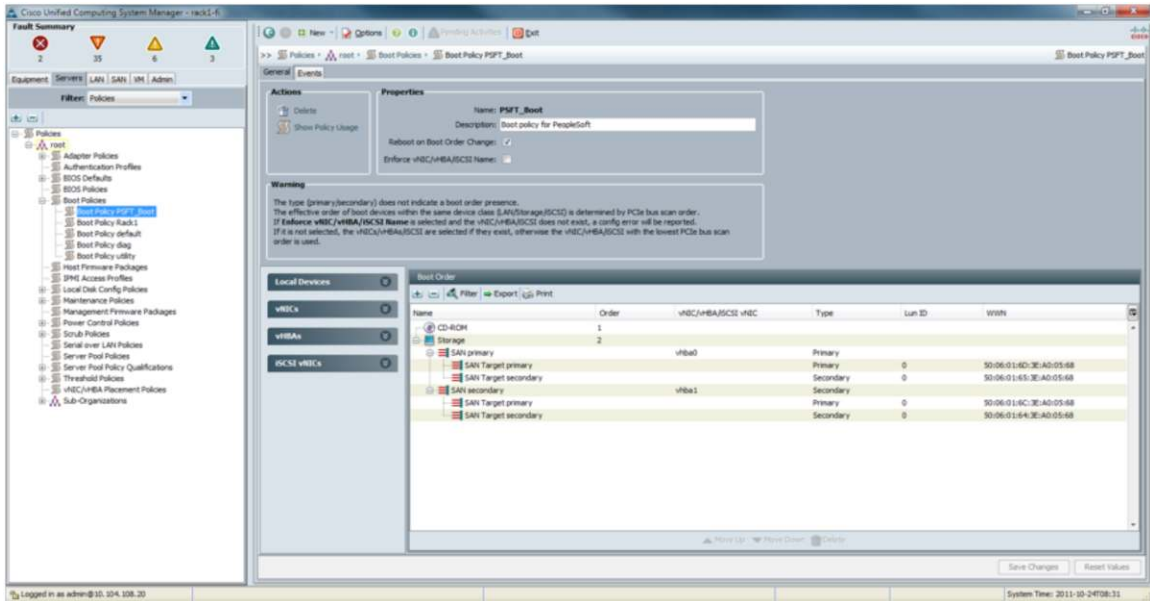 Cisco Unified Computing System Manager - rack1-fi
Fault Summary
2 35 6 3
Equipment Servers LAN SAN VM Admin
Filter: Policies
Policies
root
Adapter Policies
Authentication Profiles
BIOS Defaults
BIOS Policies
Boot Policies
Boot Policy PSFT_Boot
Boot Policy Rack1
Boot Policy default
Boot Policy diag
Boot Policy utility
Host Firmware Packages
IPMI Access Profiles
Local Disk Config Policies
Maintenance Policies
Management Firmware Packages
Power Control Policies
Scrub Policies
Serial over LAN Policies
Server Pool Policies
Server Pool Policy Qualifications
Threshold Policies
vNIC/vHBA Placement Policies
Sub-Organizations
New Options Pending Activities Exit
>> Policies root Boot Policies Boot Policy PSFT_Boot
Boot Policy PSFT_Boot
General Events
Actions
Delete
Show Policy Usage
Properties
Name: PSFT_Boot
Description: Boot policy for PeopleSoft
Reboot on Boot Order Change:
Enforce vNIC/vHBA/iSCSI Name:
Warning
The type (primary/secondary) does not indicate a boot order presence.
The effective order of boot devices within the same device class (LAN/Storage/iSCSI) is determined by PCIe bus scan order.
If Enforce vNIC/vHBA/iSCSI Name is selected and the vNIC/vHBA/iSCSI does not exist, a config error will be reported.
If it is not selected, the vNICs/vHBAs/iSCSI are selected if they exist, otherwise the vNIC/vHBA/iSCSI with the lowest PCIe bus scan
order is used.
Local Devices
vNICs
vHBAs
iSCSI vNICs
Boot Order
Filter Export Print
Name Order vNIC/vHBA/iSCSI vNIC Type Lun ID WWN
CD-ROM 1
Storage 2
SAN primary vhba0 Primary
SAN Target primary Primary 0 50:06:01:6D:3E:A0:05:68
SAN Target secondary Secondary 0 50:06:01:65:3E:A0:05:68
SAN secondary vhba1 Secondary
SAN Target primary Primary 0 50:06:01:6C:3E:A0:05:68
SAN Target secondary Secondary 0 50:06:01:64:3E:A0:05:68
Move Up Move Down Delete
Save Changes Reset Values
Logged in as admin@10.104.108.20
System Time: 2011-10-24T08:31